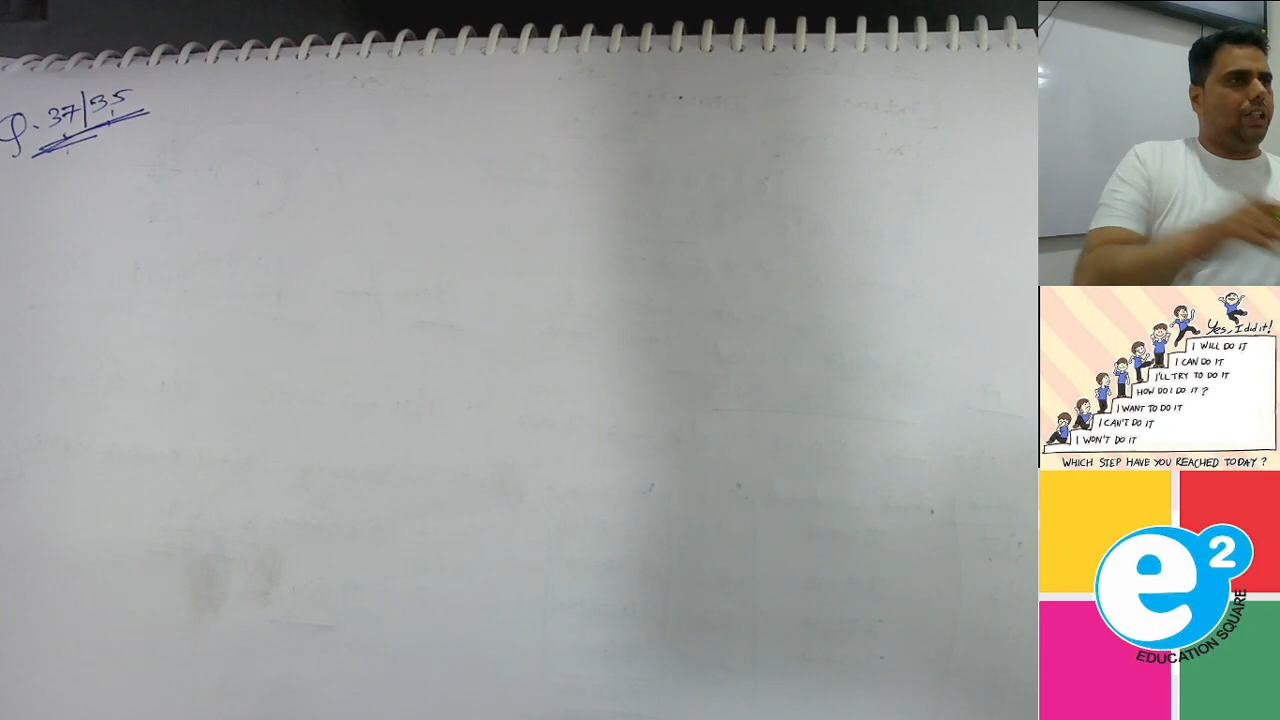 Q. 37/35
Yes, I did it!
I WILL DO IT
I CAN DO IT
I'LL TRY TO DO IT
HOW DO I DO IT?
I WANT TO DO IT
I CAN'T DO IT
I WON'T DO IT
WHICH STEP HAVE YOU REACHED TODAY?
e2
EDUCATION SQUARE